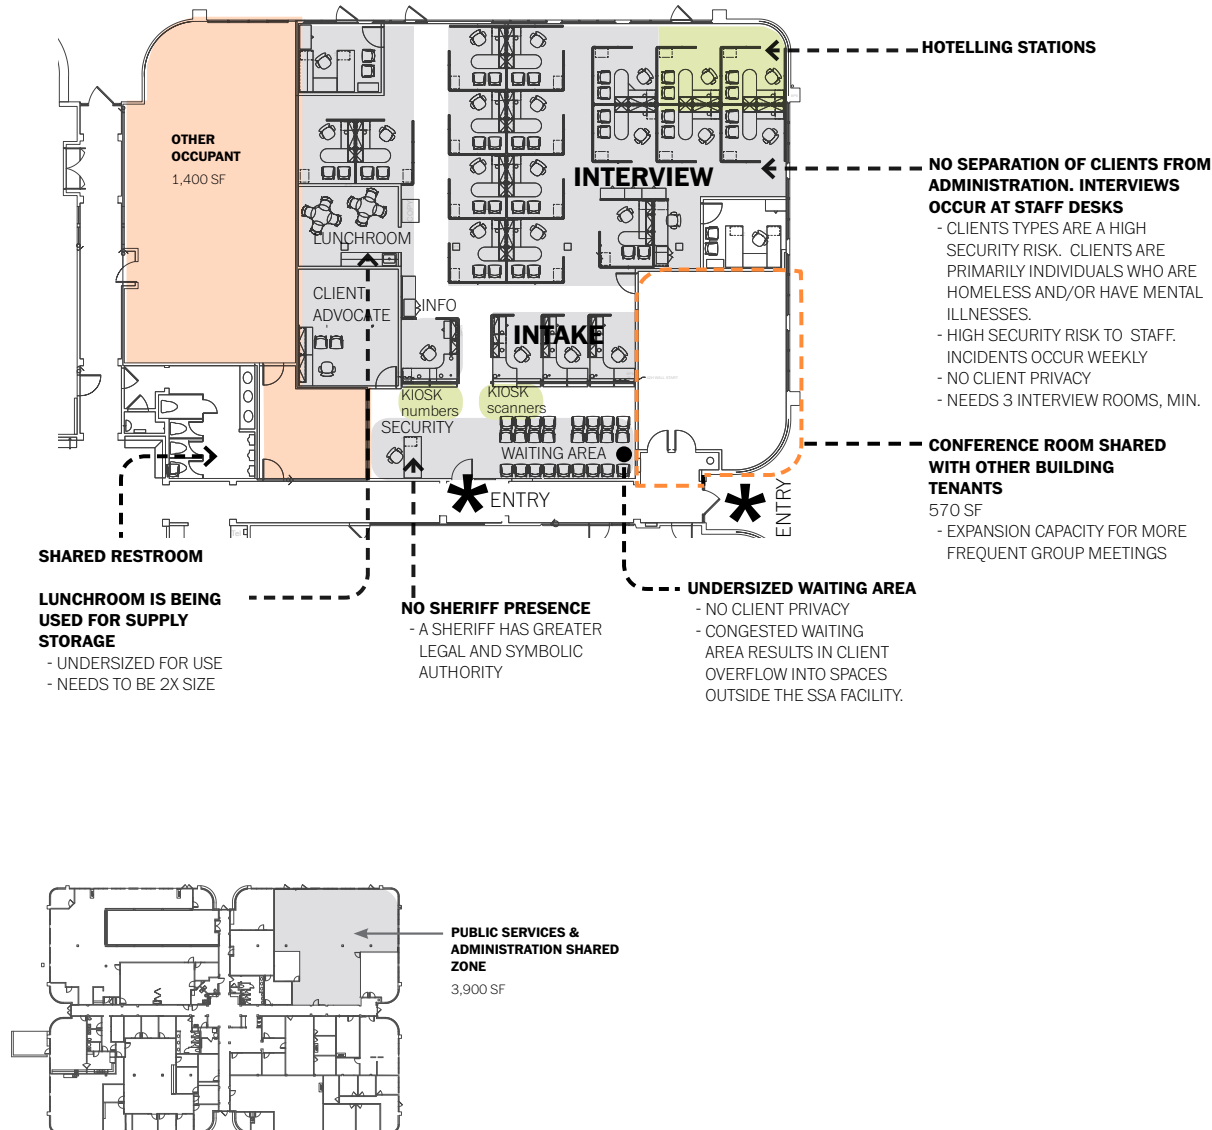 HOTELLING STATIONS
OTHER
OCCUPANT
1,400 SF
INTERVIEW
NO SEPARATION OF CLIENTS FROM
ADMINISTRATION. INTERVIEWS
OCCUR AT STAFF DESKS
- CLIENTS TYPES ARE A HIGH
SECURITY RISK. CLIENTS ARE
PRIMARILY INDIVIDUALS WHO ARE
HOMELESS AND/OR HAVE MENTAL
ILLNESSES.
- HIGH SECURITY RISK TO STAFF.
INCIDENTS OCCUR WEEKLY
- NO CLIENT PRIVACY
- NEEDS 3 INTERVIEW ROOMS, MIN.
LUNCHROOM
CLIENT
ADVOCATE
INFO
INTAKE
KIOSK
numbers
KIOSK
scanners
SECURITY
WAITING AREA
ENTRY
ENTRY
CONFERENCE ROOM SHARED
WITH OTHER BUILDING
TENANTS
570 SF
- EXPANSION CAPACITY FOR MORE
FREQUENT GROUP MEETINGS
SHARED RESTROOM
LUNCHROOM IS BEING
USED FOR SUPPLY
STORAGE
- UNDERSIZED FOR USE
- NEEDS TO BE 2X SIZE
NO SHERIFF PRESENCE
- A SHERIFF HAS GREATER
LEGAL AND SYMBOLIC
AUTHORITY
UNDERSIZED WAITING AREA
- NO CLIENT PRIVACY
- CONGESTED WAITING
AREA RESULTS IN CLIENT
OVERFLOW INTO SPACES
OUTSIDE THE SSA FACILITY.
PUBLIC SERVICES &
ADMINISTRATION SHARED
ZONE
3,900 SF